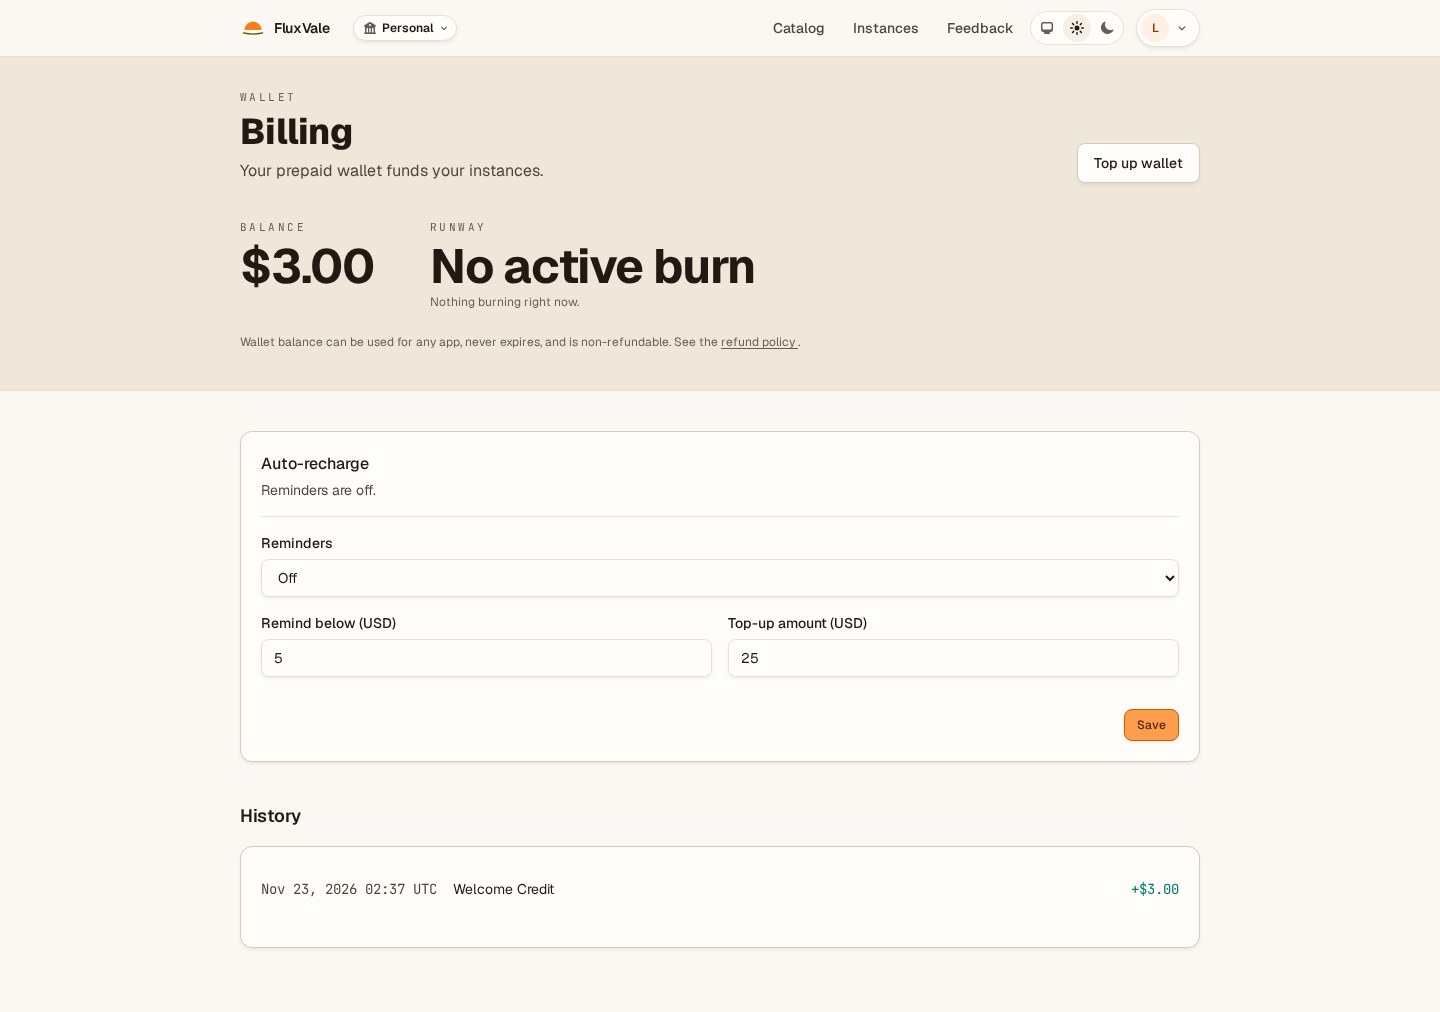 FluxVale
Personal
Catalog
Instances
Feedback
L
WALLET
Billing
Your prepaid wallet funds your instances.
Top up wallet
BALANCE
$3.00
RUNWAY
No active burn
Nothing burning right now.
Wallet balance can be used for any app, never expires, and is non-refundable. See the refund policy .
Auto-recharge
Reminders are off.
Reminders
Off
Remind below (USD)
Top-up amount (USD)
5
25
Save
History
Nov 23, 2026 02:37 UTC Welcome Credit +$3.00